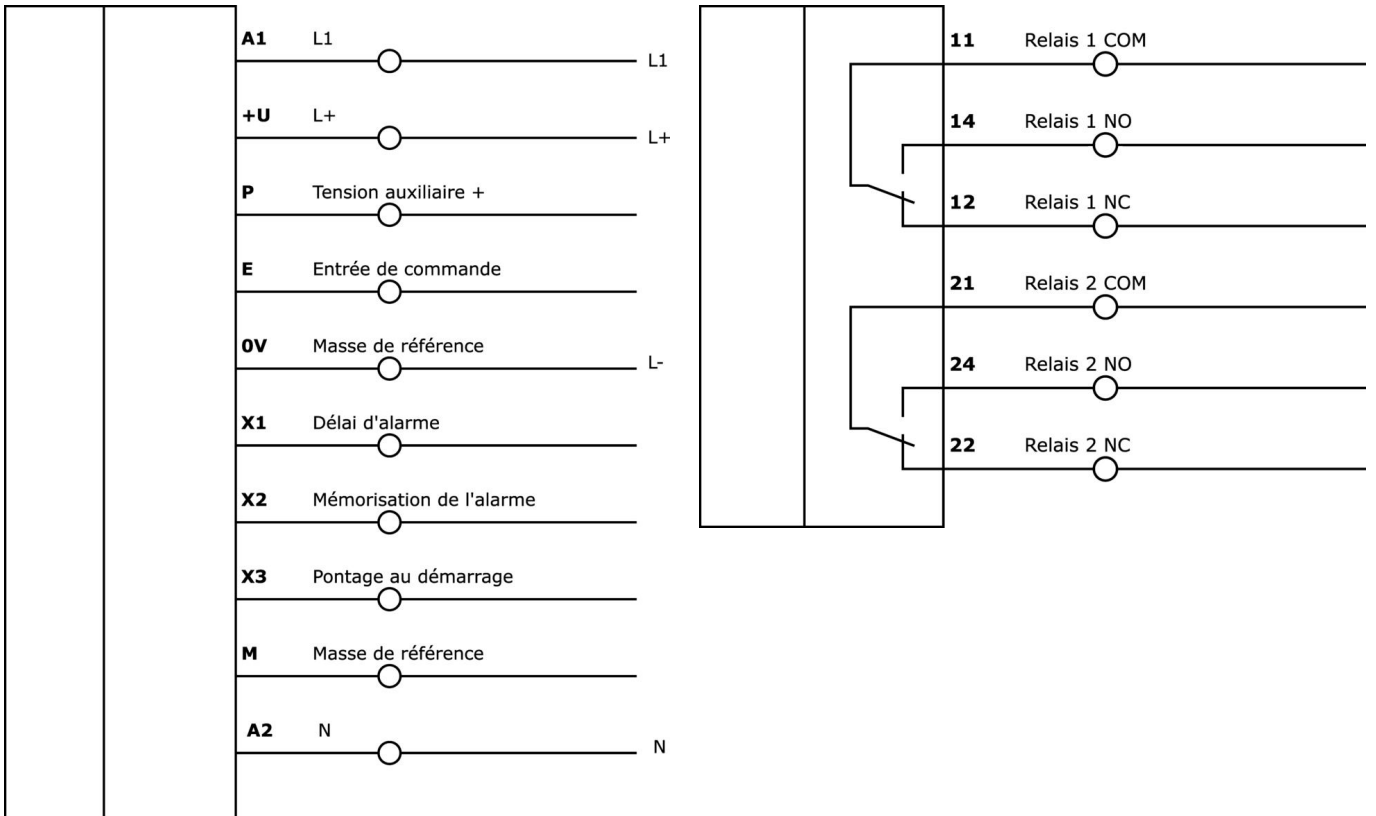 A1 L1
L1
+U L+
L+
P Tension auxiliaire +
E Entrée de commande
0V Masse de référence
L-
X1 Délai d'alarme
X2 Mémorisation de l'alarme
X3 Pontage au démarrage
M Masse de référence
A2 N
N
11 Relais 1 COM
14 Relais 1 NO
12 Relais 1 NC
21 Relais 2 COM
24 Relais 2 NO
22 Relais 2 NC